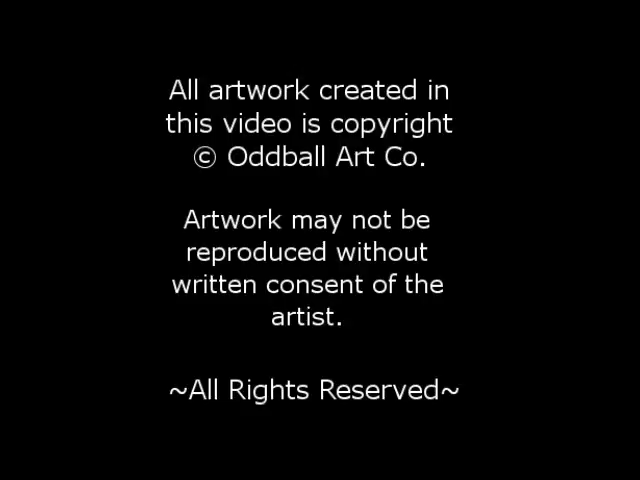 All artwork created in
this video is copyright
© Oddball Art Co.
Artwork may not be
reproduced without
written consent of the
artist.
~All Rights Reserved~